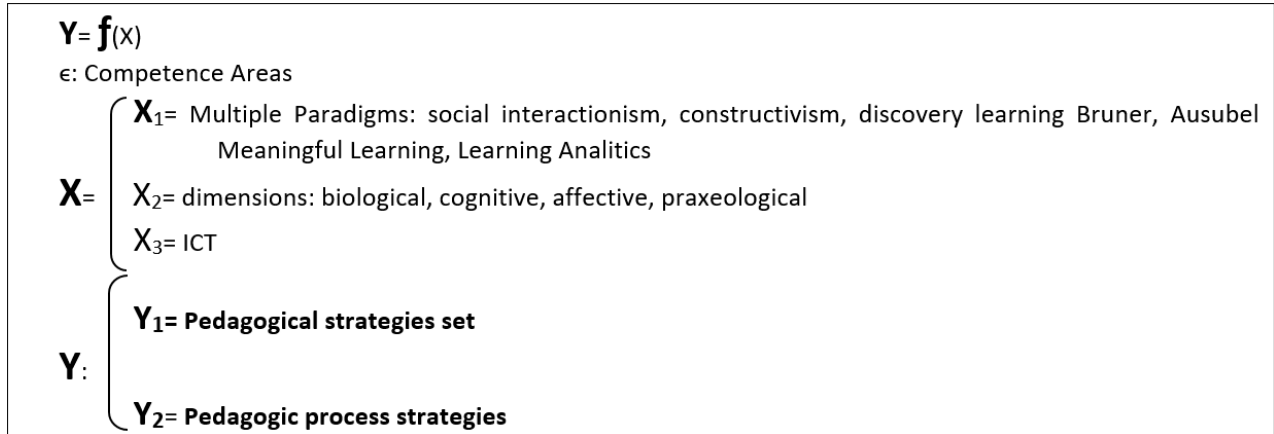 Y= ƒ(X)
ϵ: Competence Areas
X₁= Multiple Paradigms: social interactionism, constructivism, discovery learning Bruner, Ausubel
Meaningful Learning, Learning Analitics
X=
X₂= dimensions: biological, cognitive, affective, praxeological
X₃= ICT
Y₁= Pedagogical strategies set
Y:
Y₂= Pedagogic process strategies